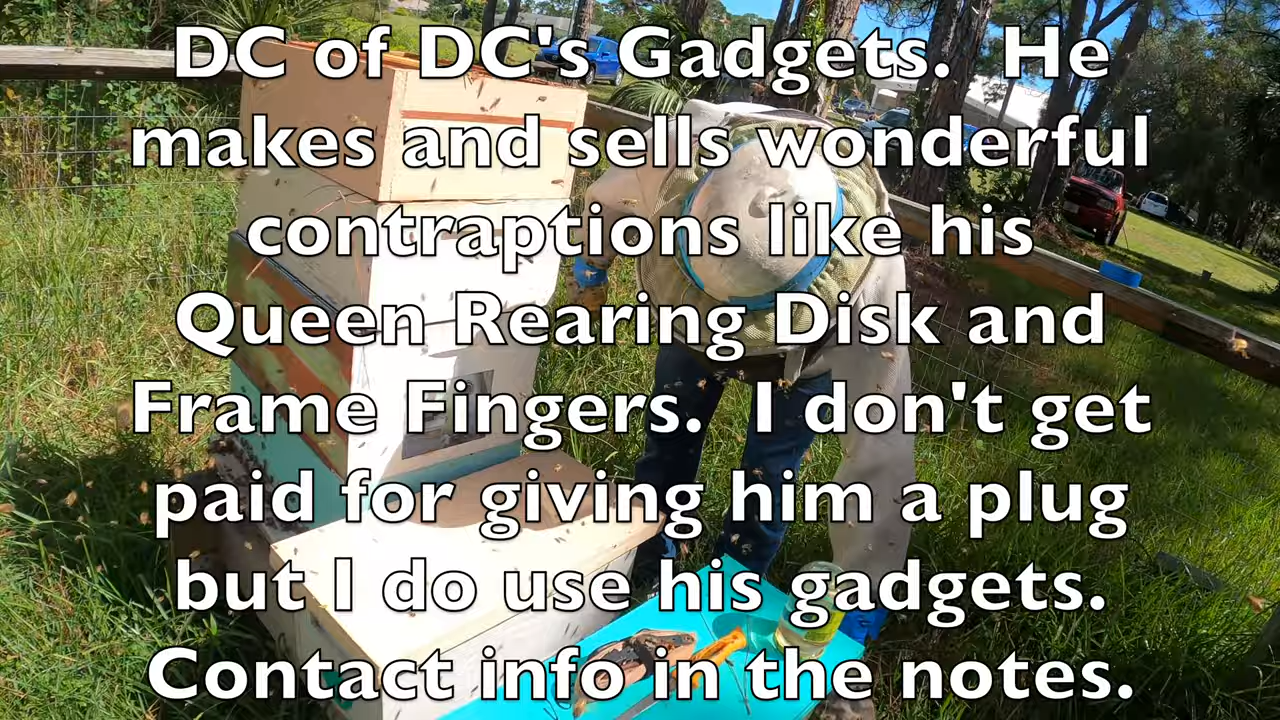 DC of DC's Gadgets.  He
makes and sells wonderful
contraptions like his
Queen Rearing Disk and
Frame Fingers.  I don't get
paid for giving him a plug
but I do use his gadgets.
Contact info in the notes.